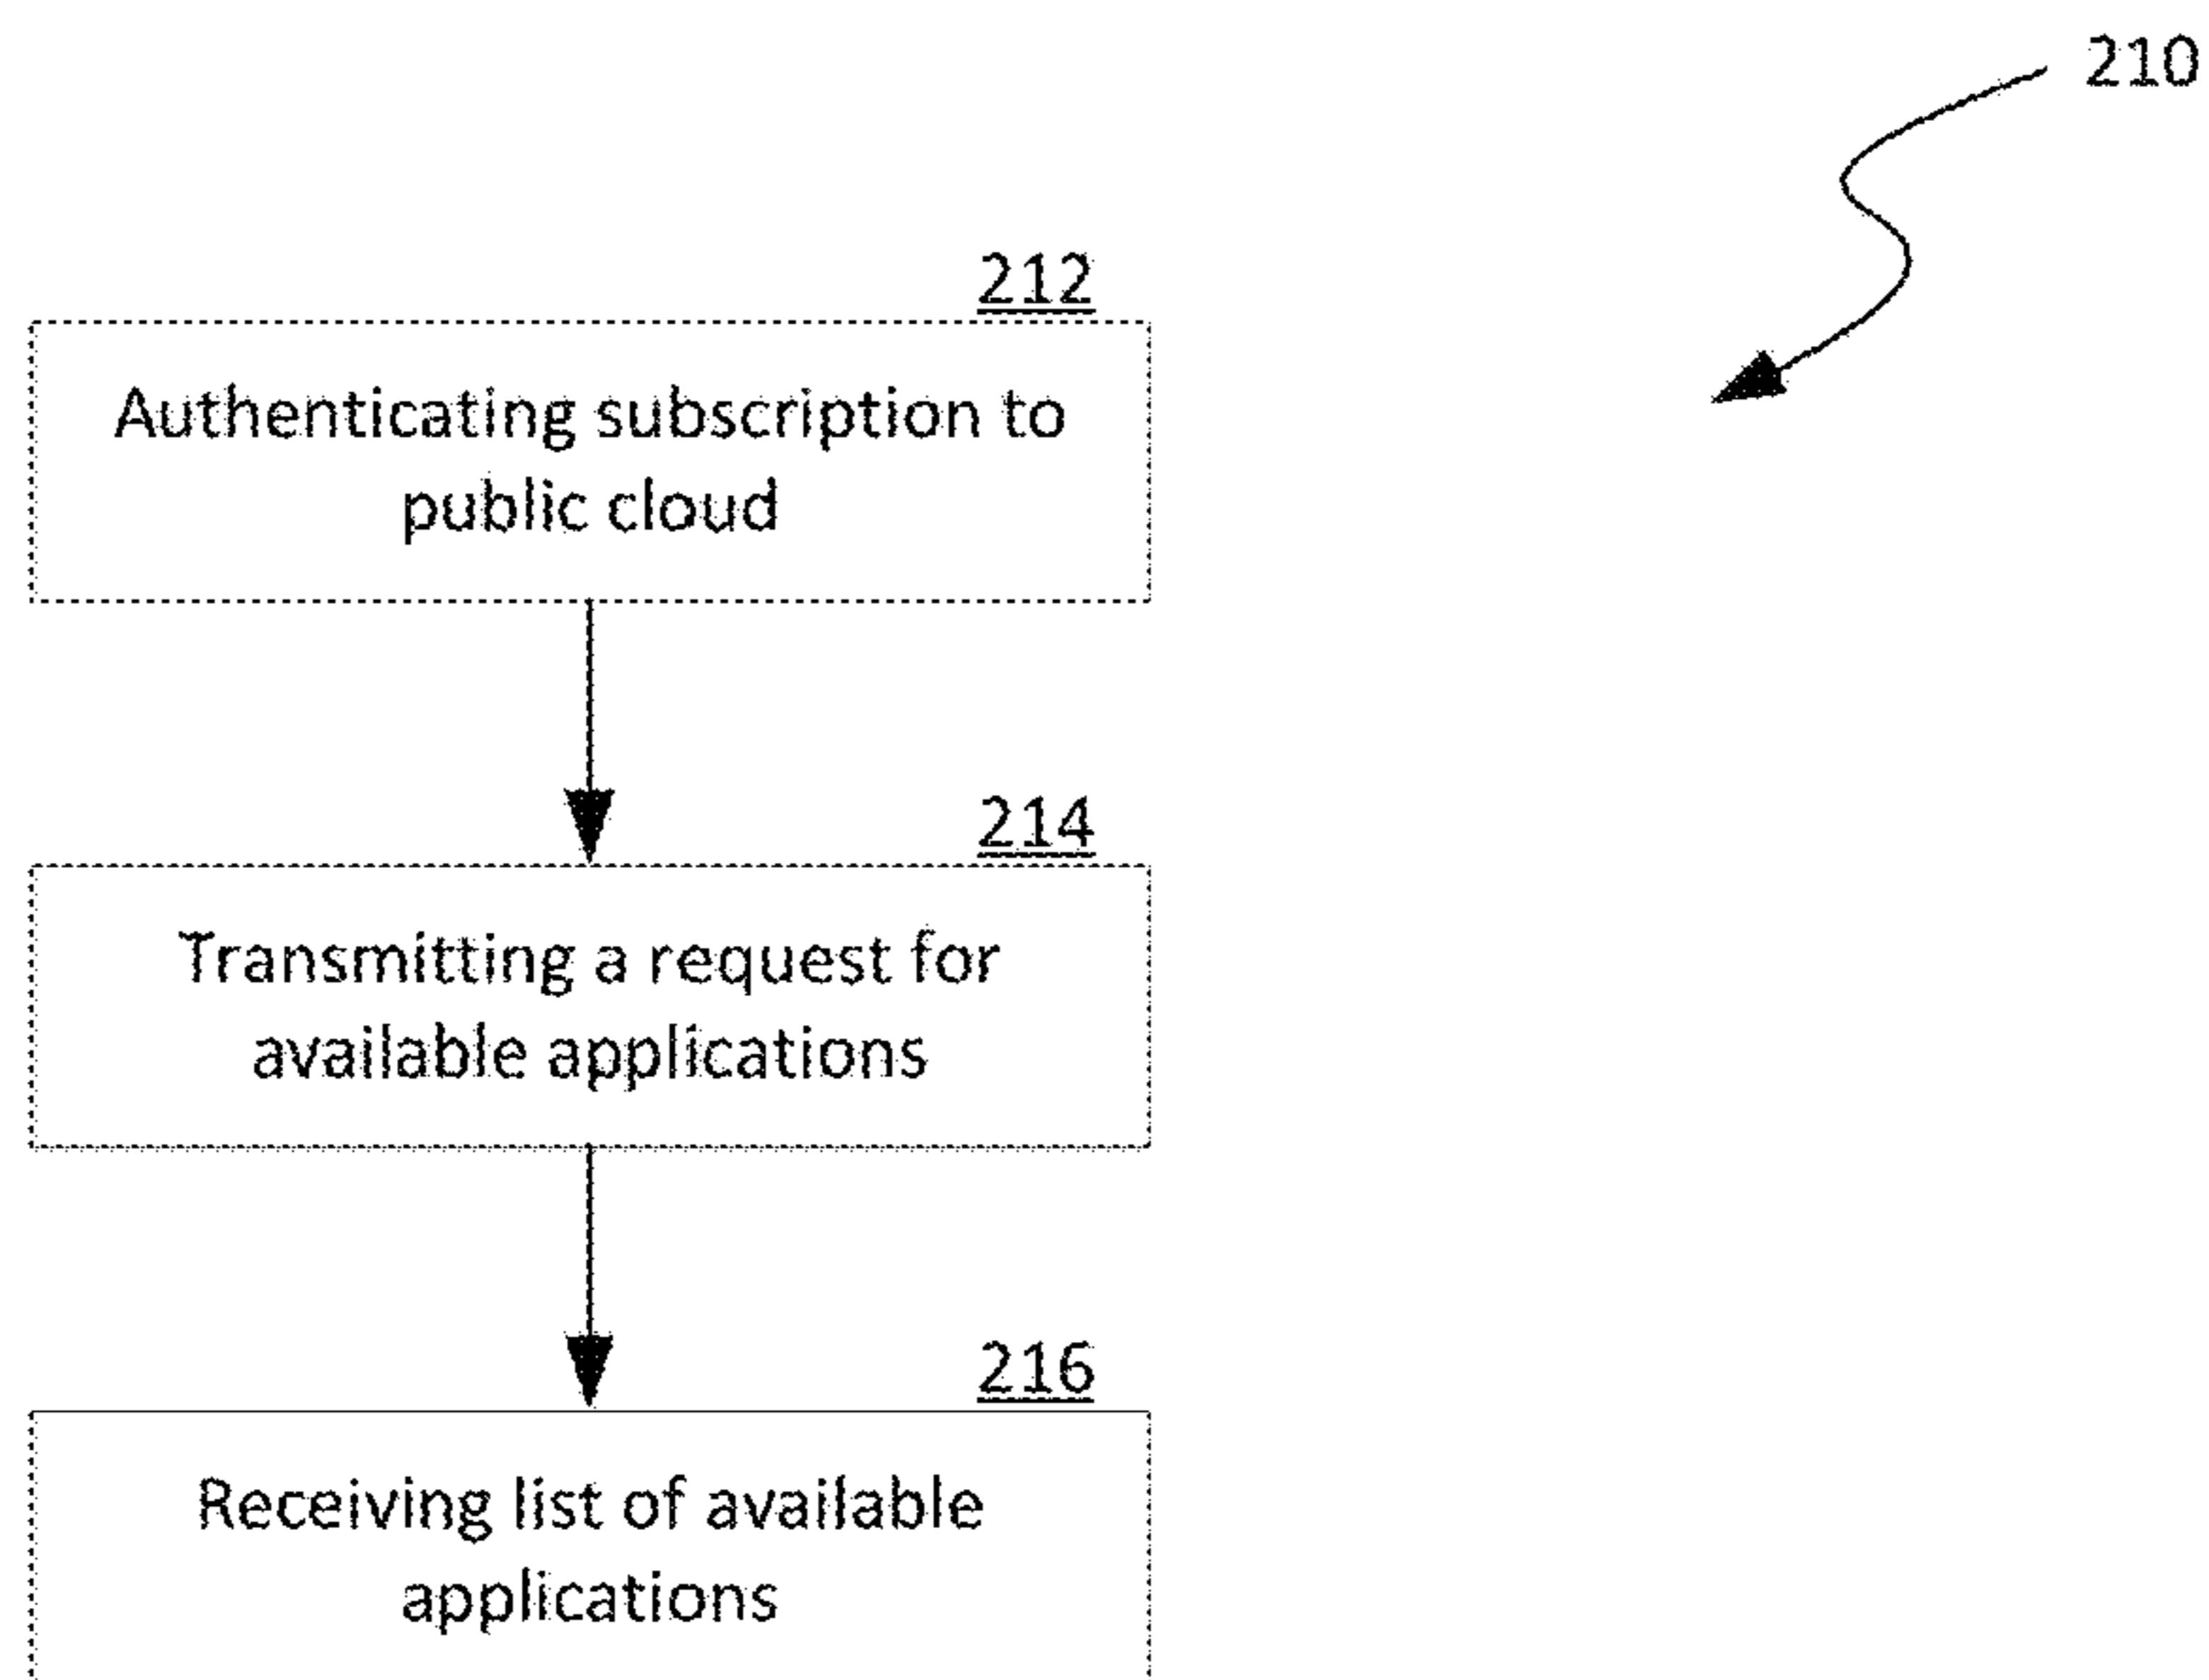 210
212
Authenticating subscription to
public cloud
214
Transmitting a request for
available applications
216
Receiving list of available
applications